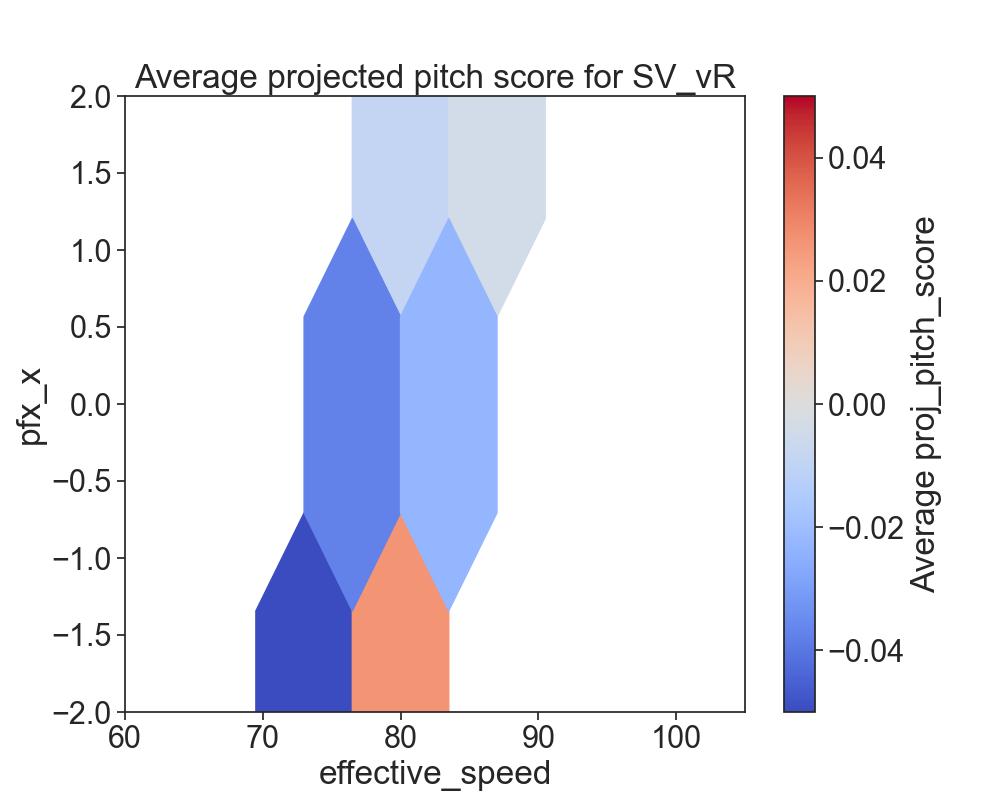 Average projected pitch score for SV_vR
2.0
1.5
1.0
0.5
0.0
−0.5
−1.0
−1.5
−2.0
pfx_x
60 70 80 90 100
effective_speed
0.04
0.02
0.00
−0.02
−0.04
Average proj_pitch_score